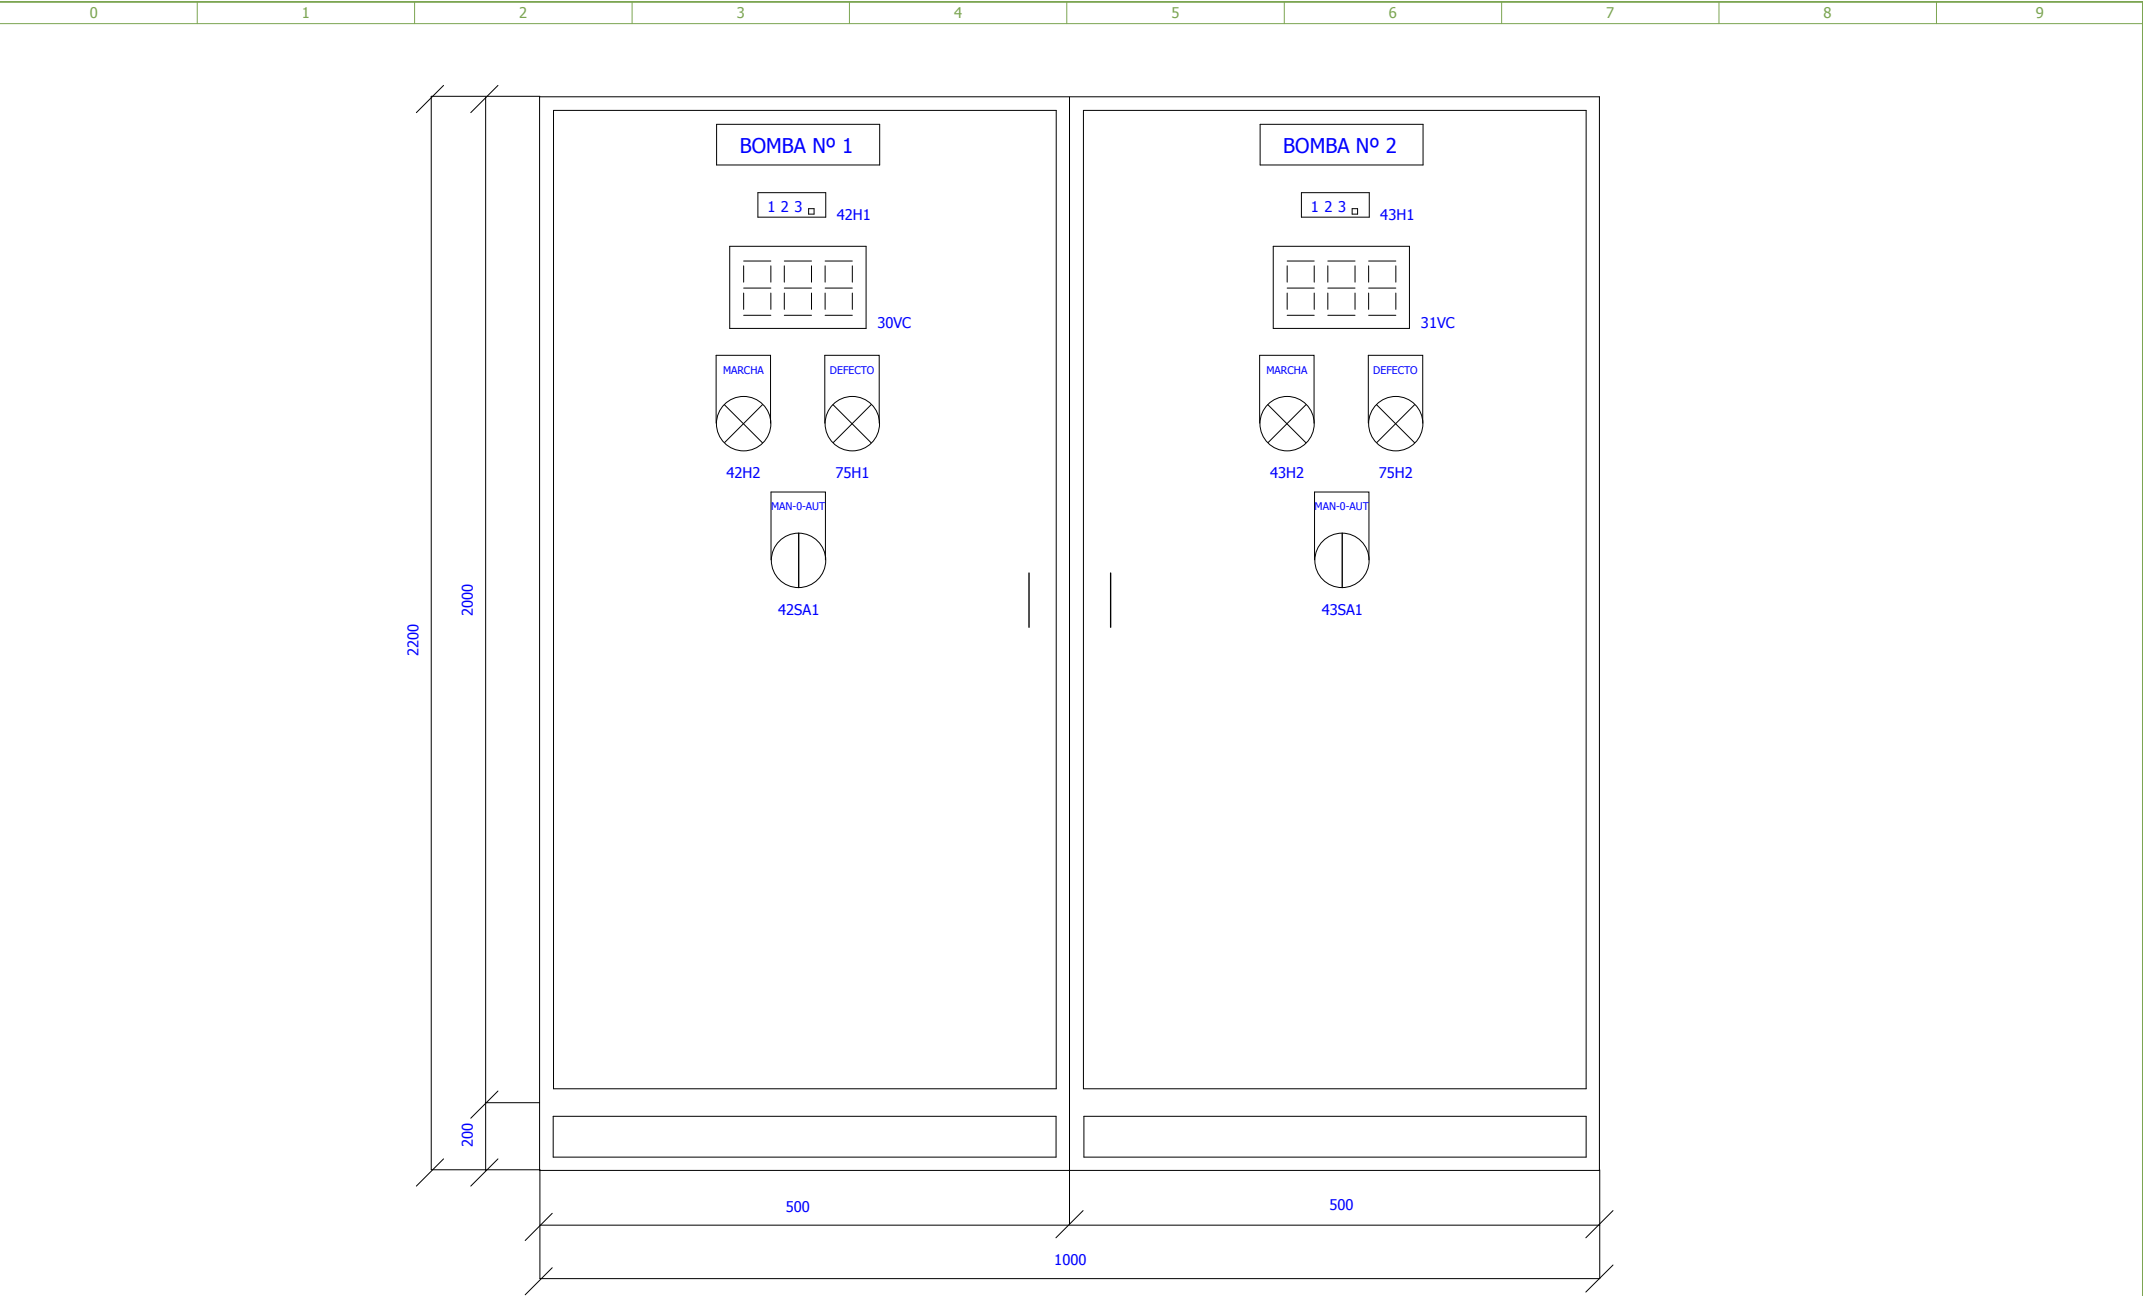 0 1 2 3 4 5 6 7 8 9
BOMBA Nº 1
BOMBA Nº 2
1 2 3
42H1
1 2 3
43H1
30VC
31VC
MARCHA
DEFECTO
MARCHA
DEFECTO
42H2
75H1
43H2
75H2
MAN-0-AUT
MAN-0-AUT
42SA1
43SA1
2000
2200
200
500
500
1000